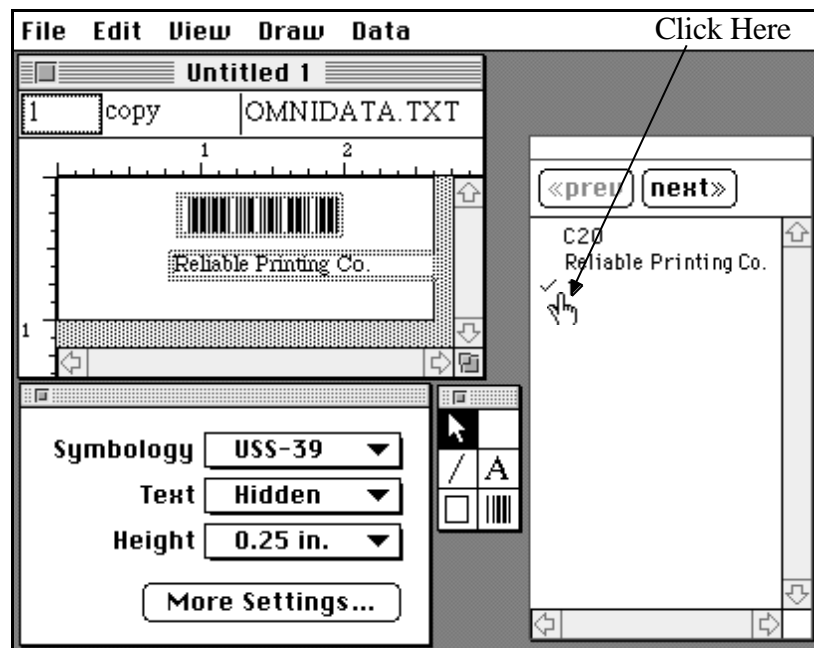 File Edit View Draw Data
Click Here
Untitled 1
1 copy OMNIDATA.TXT
1 2
«prev next»
C20
Reliable Printing Co.
Reliable Printing Co.
1
Symbology USS-39
Text Hidden
Height 0.25 in.
More Settings...
A